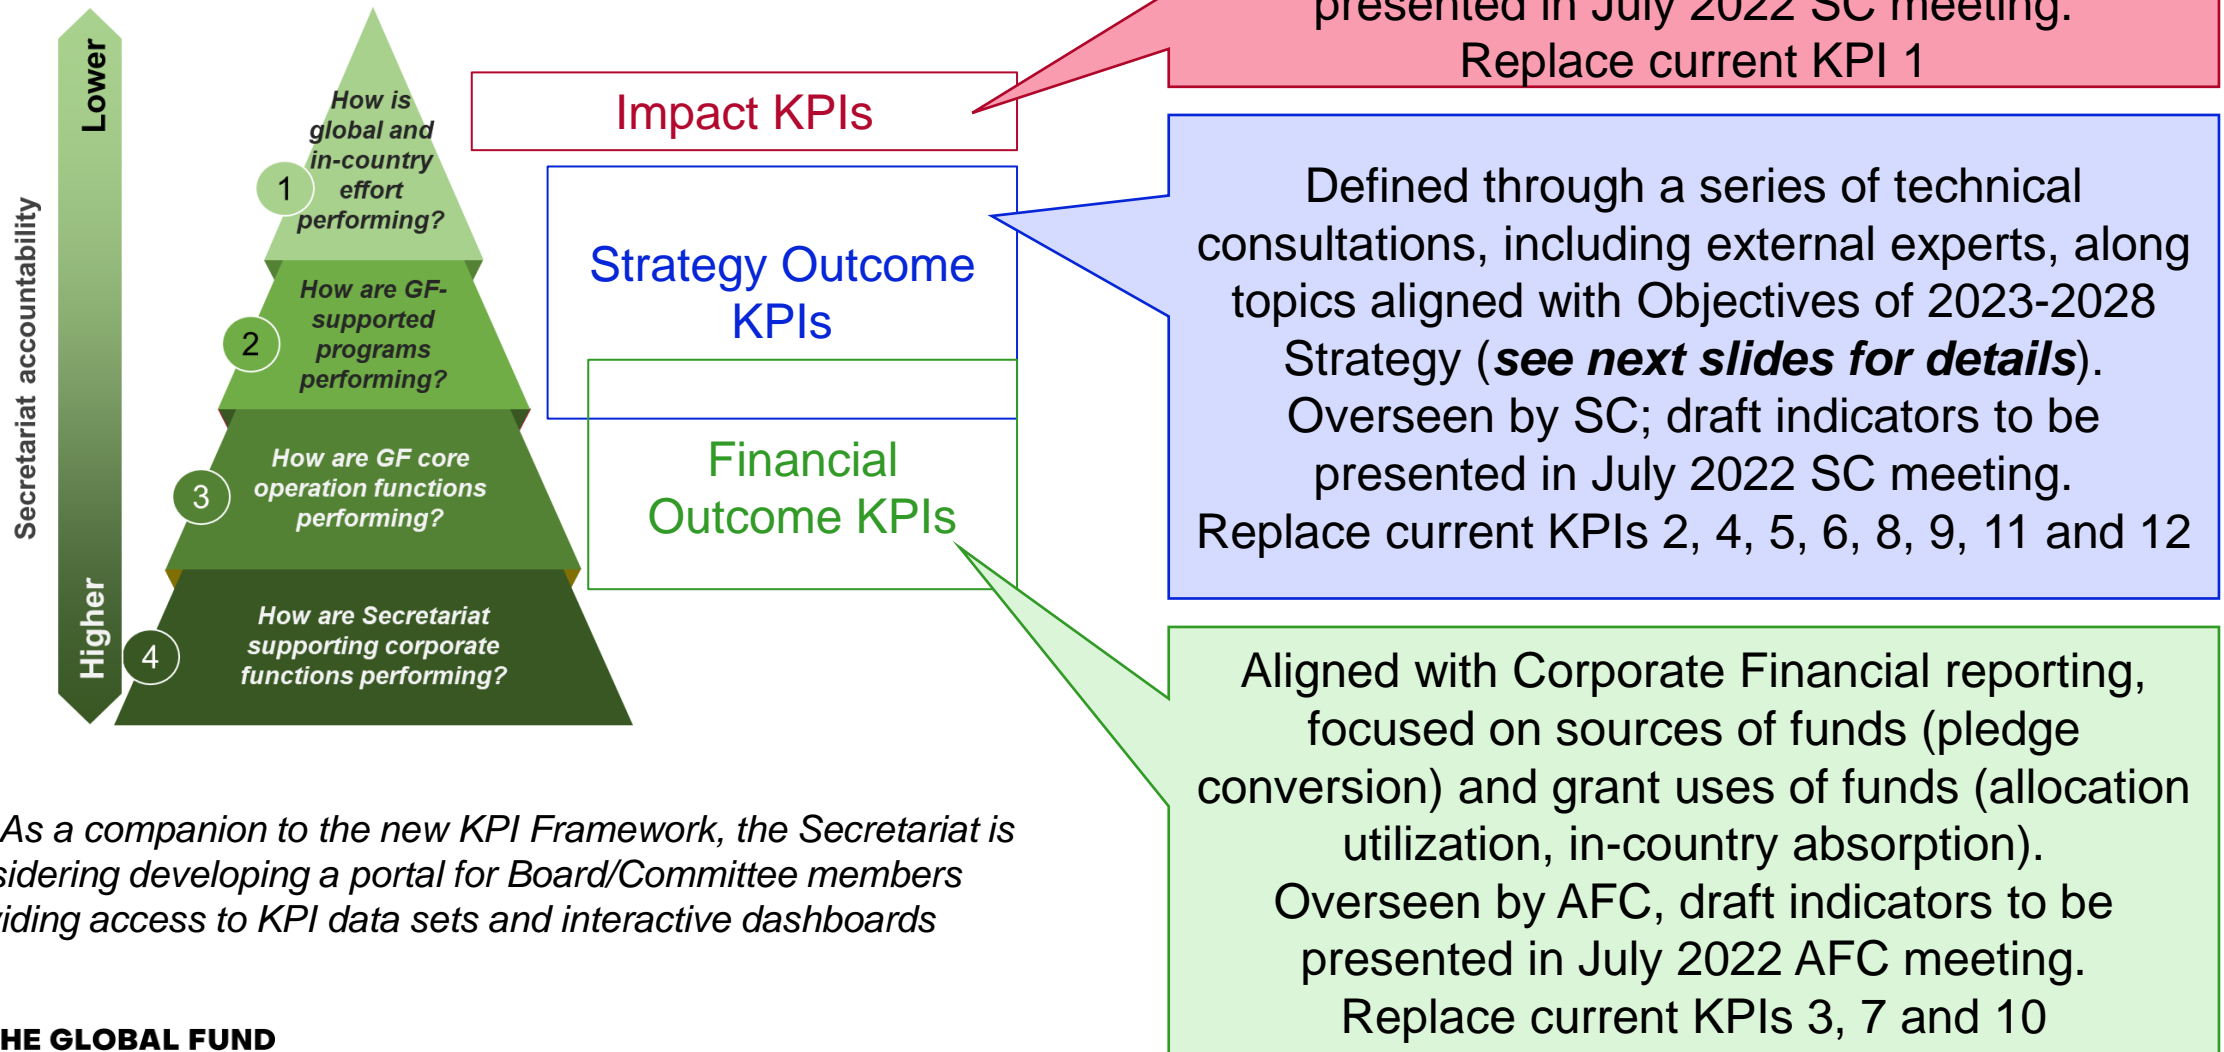 Secretariat accountability
Lower
Higher
1
How is
global and
in-country
effort
performing?
2
How are GF-
supported
programs
performing?
3
How are GF core
operation functions
performing?
4
How are Secretariat
supporting corporate
functions performing?
Impact KPIs
Strategy Outcome
KPIs
Financial
Outcome KPIs
presented in July 2022 SC meeting.
Replace current KPI 1
Defined through a series of technical
consultations, including external experts, along
topics aligned with Objectives of 2023-2028
Strategy (see next slides for details).
Overseen by SC; draft indicators to be
presented in July 2022 SC meeting.
Replace current KPIs 2, 4, 5, 6, 8, 9, 11 and 12
Aligned with Corporate Financial reporting,
focused on sources of funds (pledge
conversion) and grant uses of funds (allocation
utilization, in-country absorption).
Overseen by AFC, draft indicators to be
presented in July 2022 AFC meeting.
Replace current KPIs 3, 7 and 10
As a companion to the new KPI Framework, the Secretariat is
sidering developing a portal for Board/Committee members
viding access to KPI data sets and interactive dashboards
HE GLOBAL FUND